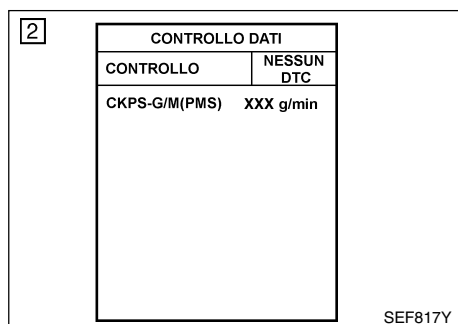 2
CONTROLLO DATI
CONTROLLO NESSUN DTC
CKPS-G/M(PMS) XXX g/min
SEF817Y